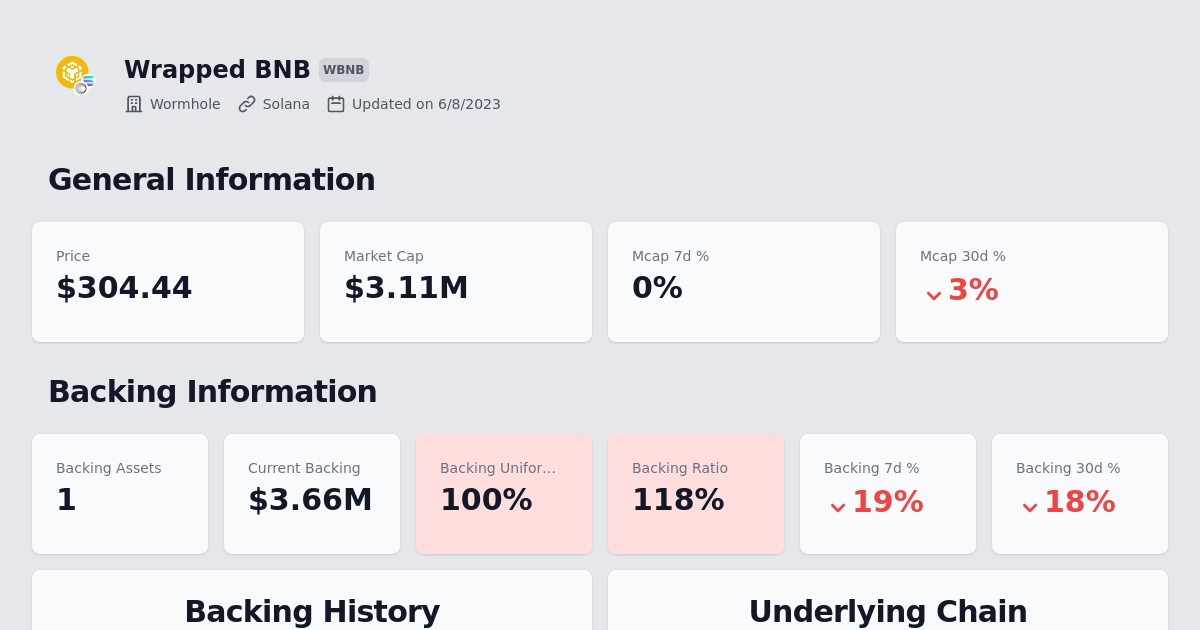 Wrapped BNB WBNB
Wormhole Solana Updated on 6/8/2023
General Information
Price Market Cap Mcap 7d % Mcap 30d %
$304.44 $3.11M 0% 3%
Backing Information
Backing Assets Current Backing Backing Unifor... Backing Ratio Backing 7d % Backing 30d %
1 $3.66M 100% 118% 19% 18%
Backing History Underlying Chain